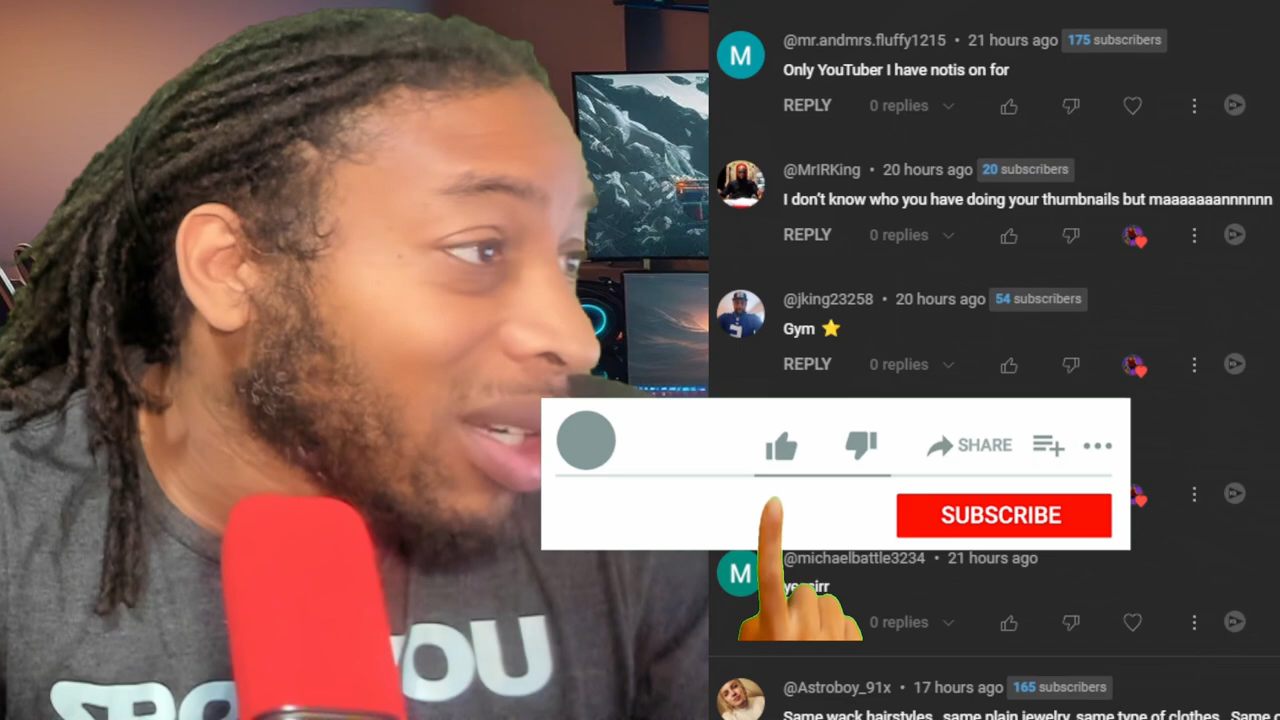 M
@mr.andmrs.fluffy1215 • 21 hours ago 175 subscribers
Only YouTuber I have notis on for
REPLY 0 replies
@MrIRKing • 20 hours ago 20 subscribers
I don't know who you have doing your thumbnails but maaaaaaannnnnn
REPLY 0 replies
@jking23258 • 20 hours ago 54 subscribers
Gym ⭐
REPLY 0 replies
SHARE
SUBSCRIBE
M
@michaelbattle3234 • 21 hours ago
0 replies
@Astroboy_91x • 17 hours ago 165 subscribers
Same wack hairstyles, same plain jewelry, same type of clothes. Same
YOU